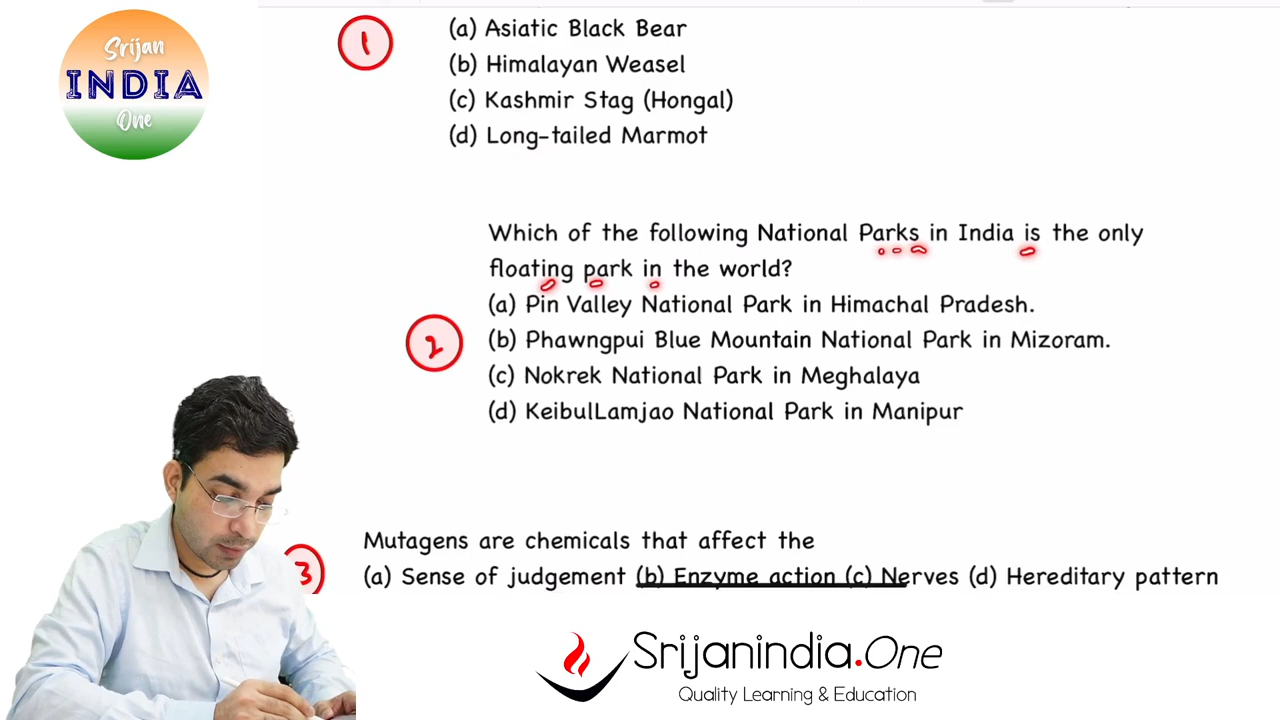 Srijan
INDIA
One
1
(a) Asiatic Black Bear
(b) Himalayan Weasel
(c) Kashmir Stag (Hongal)
(d) Long-tailed Marmot
Which of the following National Parks in India is the only
floating park in the world?
(a) Pin Valley National Park in Himachal Pradesh.
2
(b) Phawngpui Blue Mountain National Park in Mizoram.
(c) Nokrek National Park in Meghalaya
(d) KeibulLamjao National Park in Manipur
3
Mutagens are chemicals that affect the
(a) Sense of judgement (b) Enzyme action (c) Nerves (d) Hereditary pattern
Srijanindia.One
Quality Learning & Education